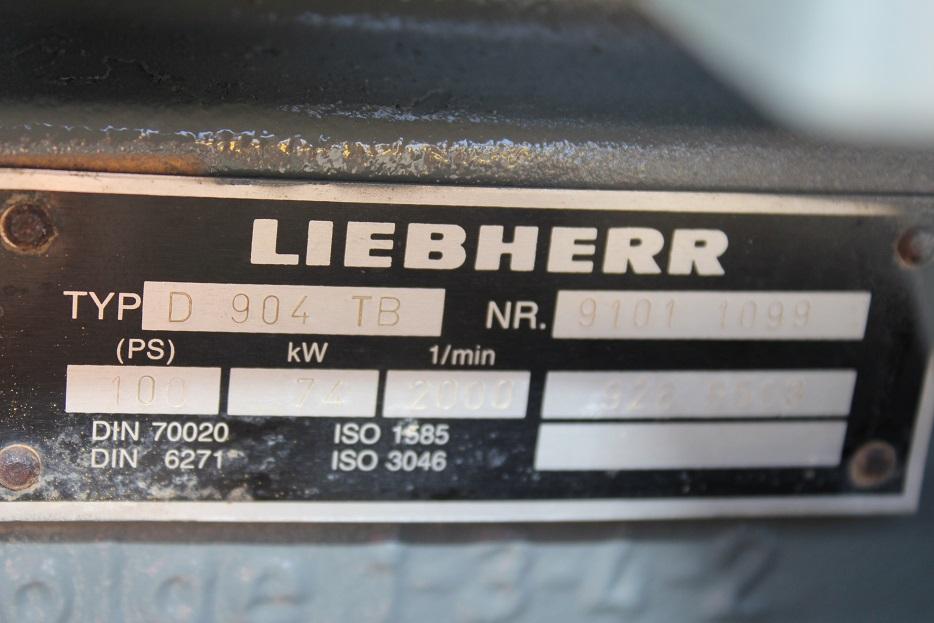 LIEBHERR
TYP D 904 TB NR. 9101 1099
(PS) kW 1/min
100 74 2000 928
DIN 70020 ISO 1585
DIN 6271 ISO 3046